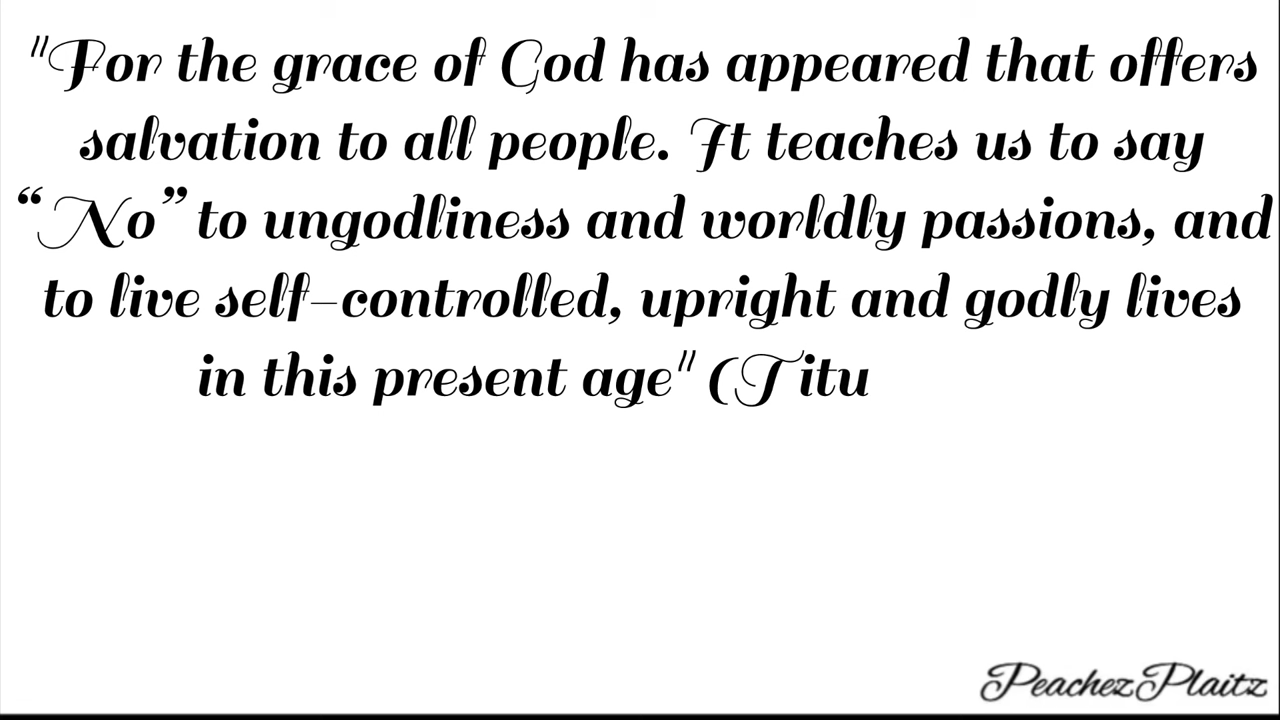 "For the grace of God has appeared that offers
salvation to all people. It teaches us to say
“No” to ungodliness and worldly passions, and
to live self-controlled, upright and godly lives
in this present age" (Titu
PeachezPlaitz